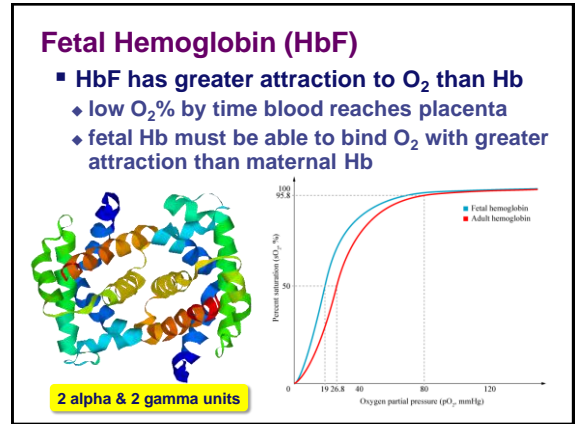 Fetal Hemoglobin (HbF)
■ HbF has greater attraction to O₂ than Hb
◆ low O₂% by time blood reaches placenta
◆ fetal Hb must be able to bind O₂ with greater
attraction than maternal Hb
100
95.8
Fetal hemoglobin
Adult hemoglobin
Percent saturation (sO₂, %)
50
0
19 26.8 40 80 120
Oxygen partial pressure (pO₂, mmHg)
2 alpha & 2 gamma units